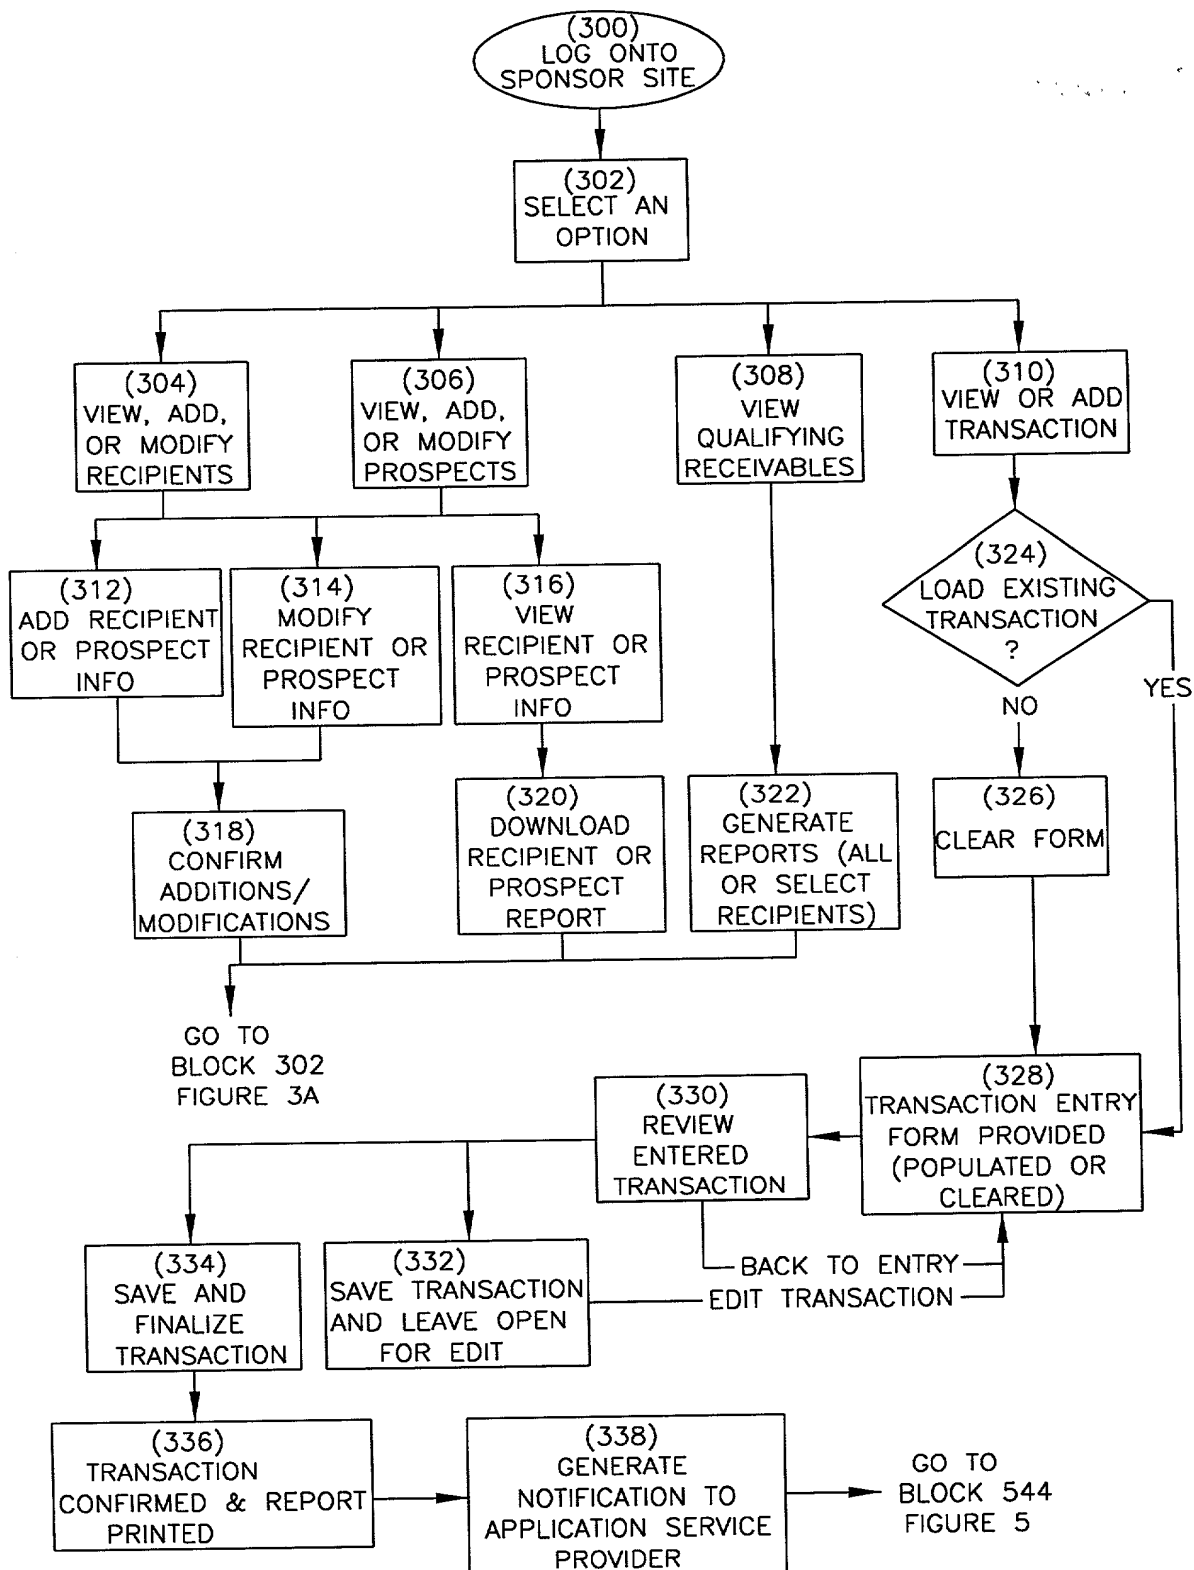 (300)
LOG ONTO
SPONSOR SITE
(302)
SELECT AN
OPTION
(304)
VIEW, ADD,
OR MODIFY
RECIPIENTS
(306)
VIEW, ADD,
OR MODIFY
PROSPECTS
(308)
VIEW
QUALIFYING
RECEIVABLES
(310)
VIEW OR ADD
TRANSACTION
(312)
ADD RECIPIENT
OR PROSPECT
INFO
(314)
MODIFY
RECIPIENT OR
PROSPECT
INFO
(316)
VIEW
RECIPIENT OR
PROSPECT
INFO
(324)
LOAD EXISTING
TRANSACTION
?
YES
NO
(318)
CONFIRM
ADDITIONS/
MODIFICATIONS
(320)
DOWNLOAD
RECIPIENT OR
PROSPECT
REPORT
(322)
GENERATE
REPORTS (ALL
OR SELECT
RECIPIENTS)
(326)
CLEAR FORM
GO TO
BLOCK 302
FIGURE 3A
(330)
REVIEW
ENTERED
TRANSACTION
(328)
TRANSACTION ENTRY
FORM PROVIDED
(POPULATED OR
CLEARED)
(334)
SAVE AND
FINALIZE
TRANSACTION
(332)
SAVE TRANSACTION
AND LEAVE OPEN
FOR EDIT
BACK TO ENTRY
EDIT TRANSACTION
(336)
TRANSACTION
CONFIRMED & REPORT
PRINTED
(338)
GENERATE
NOTIFICATION TO
APPLICATION SERVICE
PROVIDER
GO TO
BLOCK 544
FIGURE 5